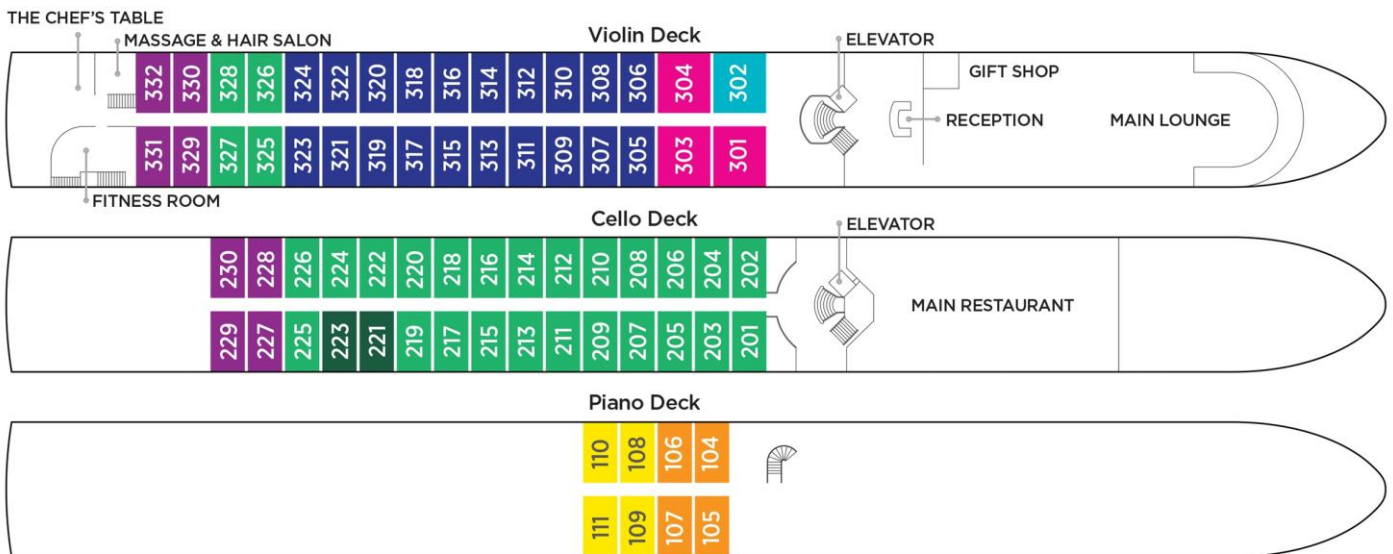 THE CHEF'S TABLE
MASSAGE & HAIR SALON
Violin Deck
ELEVATOR
332 330 328 326 324 322 320 318 316 314 312 310 308 306 304 302
GIFT SHOP
RECEPTION
MAIN LOUNGE
331 329 327 325 323 321 319 317 315 313 311 309 307 305 303 301
FITNESS ROOM
Cello Deck
ELEVATOR
230 228 226 224 222 220 218 216 214 212 210 208 206 204 202
MAIN RESTAURANT
229 227 225 223 221 219 217 215 213 211 209 207 205 203 201
Piano Deck
110 108 106 104
111 109 107 105